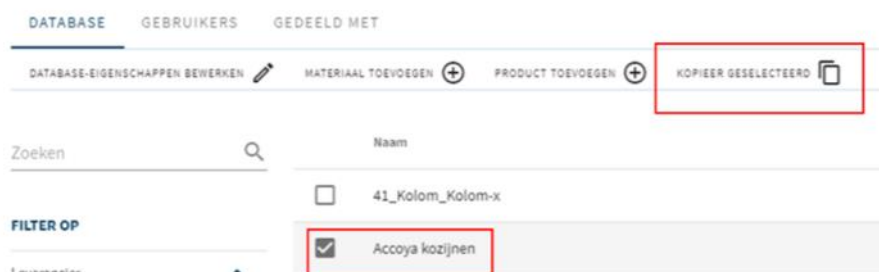 DATABASE GEBRUIKERS GEDEELD MET
DATABASE-EIGENSCHAPPEN BEWERKEN MATERIAAL TOEVOEGEN PRODUCT TOEVOEGEN KOPIEER GESELECTEERD
Zoeken
Naam
41_Kolom_Kolom-x
FILTER OP
Accoya kozijnen